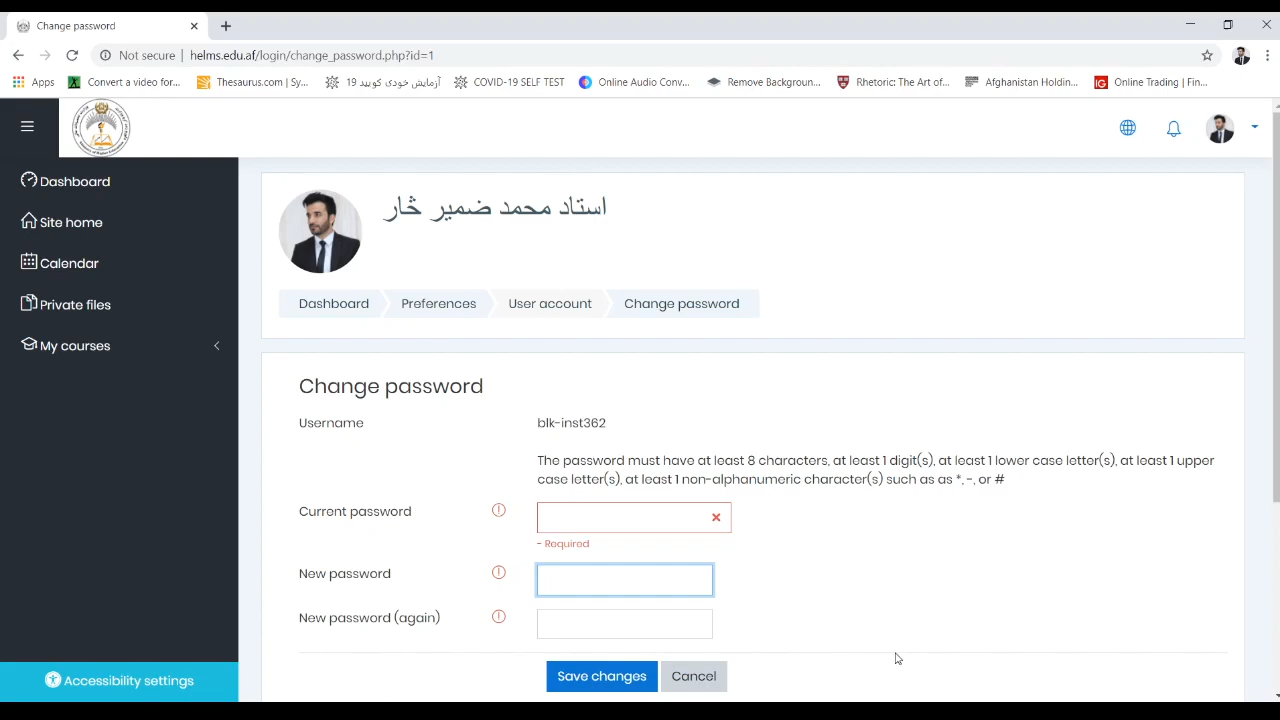 Change password
Not secure | helms.edu.af/login/change_password.php?id=1
Apps Convert a video for... Thesaurus.com | Sy... آزمایش خودی کویید 19 COVID-19 SELF TEST Online Audio Conv... Remove Backgroun... Rhetoric: The Art of... Afghanistan Holdin... IG Online Trading | Fin...
Dashboard
Site home
Calendar
Private files
My courses
Accessibility settings
استاد محمد ضمیر څار
Dashboard Preferences User account Change password
Change password
Username blk-inst362
The password must have at least 8 characters, at least 1 digit(s), at least 1 lower case letter(s), at least 1 upper
case letter(s), at least 1 non-alphanumeric character(s) such as as *, -, or #
Current password
- Required
New password
New password (again)
Save changes Cancel